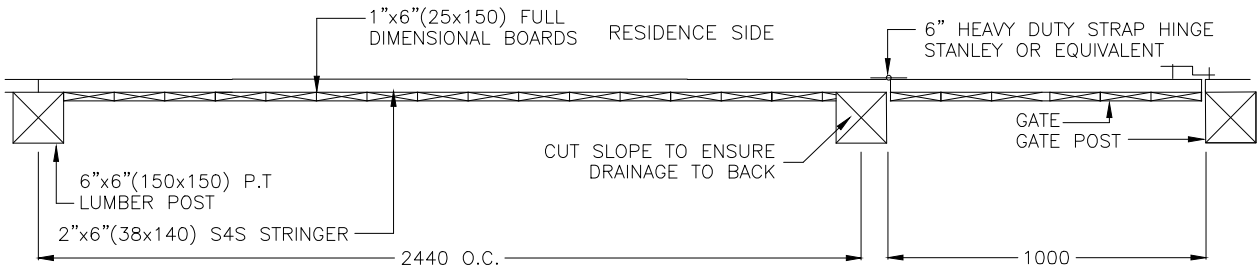 1”x6”(25x150) FULL
DIMENSIONAL BOARDS
RESIDENCE SIDE
6” HEAVY DUTY STRAP HINGE
STANLEY OR EQUIVALENT
GATE
GATE POST
CUT SLOPE TO ENSURE
DRAINAGE TO BACK
6”x6”(150x150) P.T
LUMBER POST
2”x6”(38x140) S4S STRINGER
2440 O.C.
1000